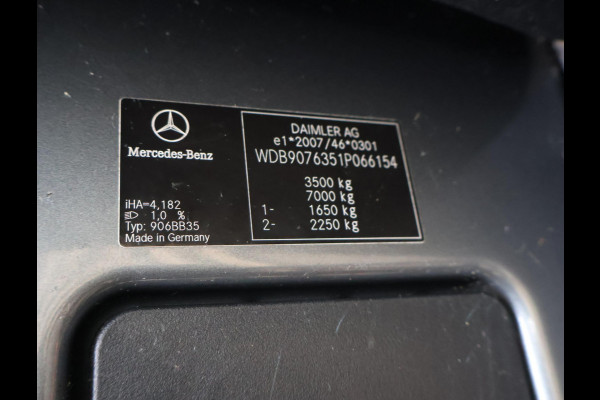 Mercedes-Benz
iHA=4,182
1,0 %
Typ: 906BB35
Made in Germany
DAIMLER AG
e1*2007/46*0301
WDB9076351P066154
3500 kg
7000 kg
1- 1650 kg
2- 2250 kg